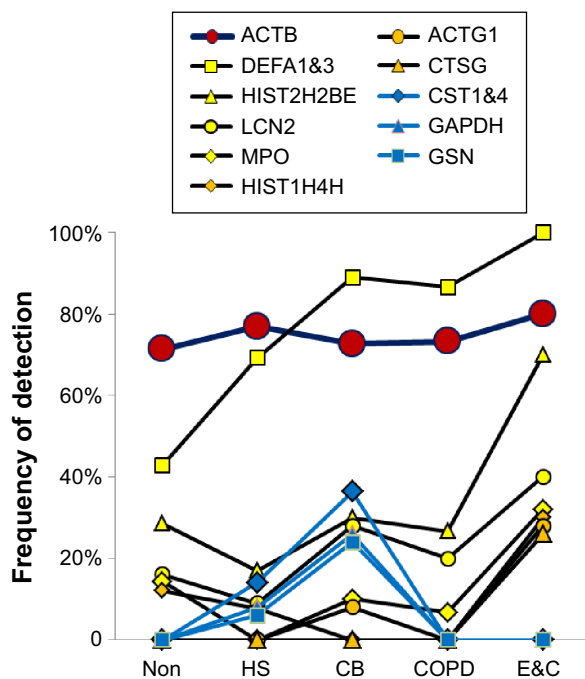 ACTB
DEFA1&3
HIST2H2BE
LCN2
MPO
HIST1H4H
ACTG1
CTSG
CST1&4
GAPDH
GSN
Frequency of detection
100%
80%
60%
40%
20%
0
Non HS CB COPD E&C